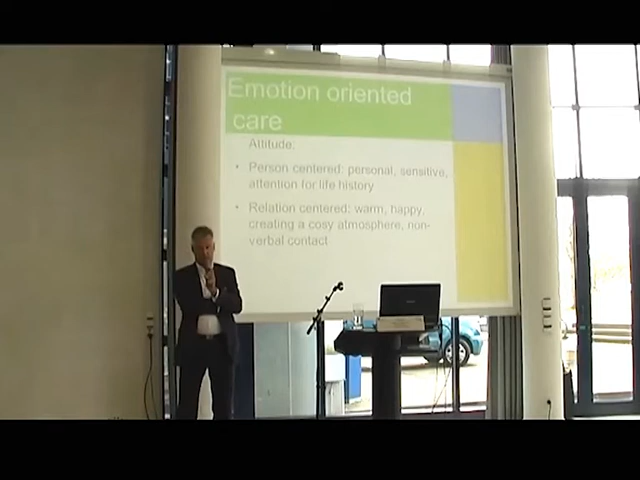 Emotion oriented
care
Attitude:
• Person centered: personal, sensitive,
attention for life history
• Relation centered: warm, happy,
creating a cosy atmosphere, non-
verbal contact